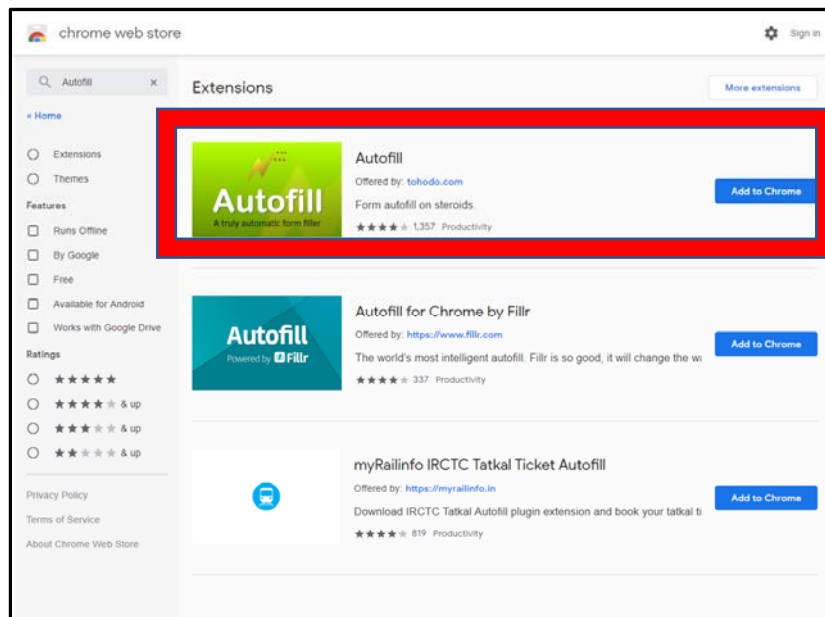 chrome web store
Sign in
Autofill
Extensions
More extensions
« Home
Extensions
Themes
Features
Runs Offline
By Google
Free
Available for Android
Works with Google Drive
Ratings
& up
& up
& up
Privacy Policy
Terms of Service
About Chrome Web Store
Autofill
A truly automatic form filler
Autofill
Offered by: tohodo.com
Form autofill on steroids.
1,357 Productivity
Add to Chrome
Autofill
Powered by Fillr
Autofill for Chrome by Fillr
Offered by: https://www.fillr.com
The world's most intelligent autofill. Fillr is so good, it will change the
337 Productivity
Add to Chrome
myRailinfo IRCTC Tatkal Ticket Autofill
Offered by: https://myrailinfo.in
Download IRCTC Tatkal Autofill plugin extension and book your tatkal
819 Productivity
Add to Chrome